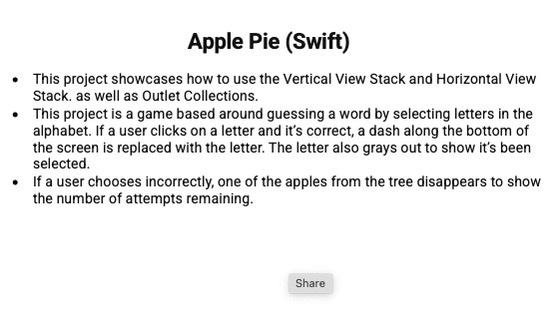 Apple Pie (Swift)
• This project showcases how to use the Vertical View Stack and Horizontal View
Stack. as well as Outlet Collections.
• This project is a game based around guessing a word by selecting letters in the
alphabet. If a user clicks on a letter and it’s correct, a dash along the bottom of
the screen is replaced with the letter. The letter also grays out to show it’s been
selected.
• If a user chooses incorrectly, one of the apples from the tree disappears to show
the number of attempts remaining.
Share